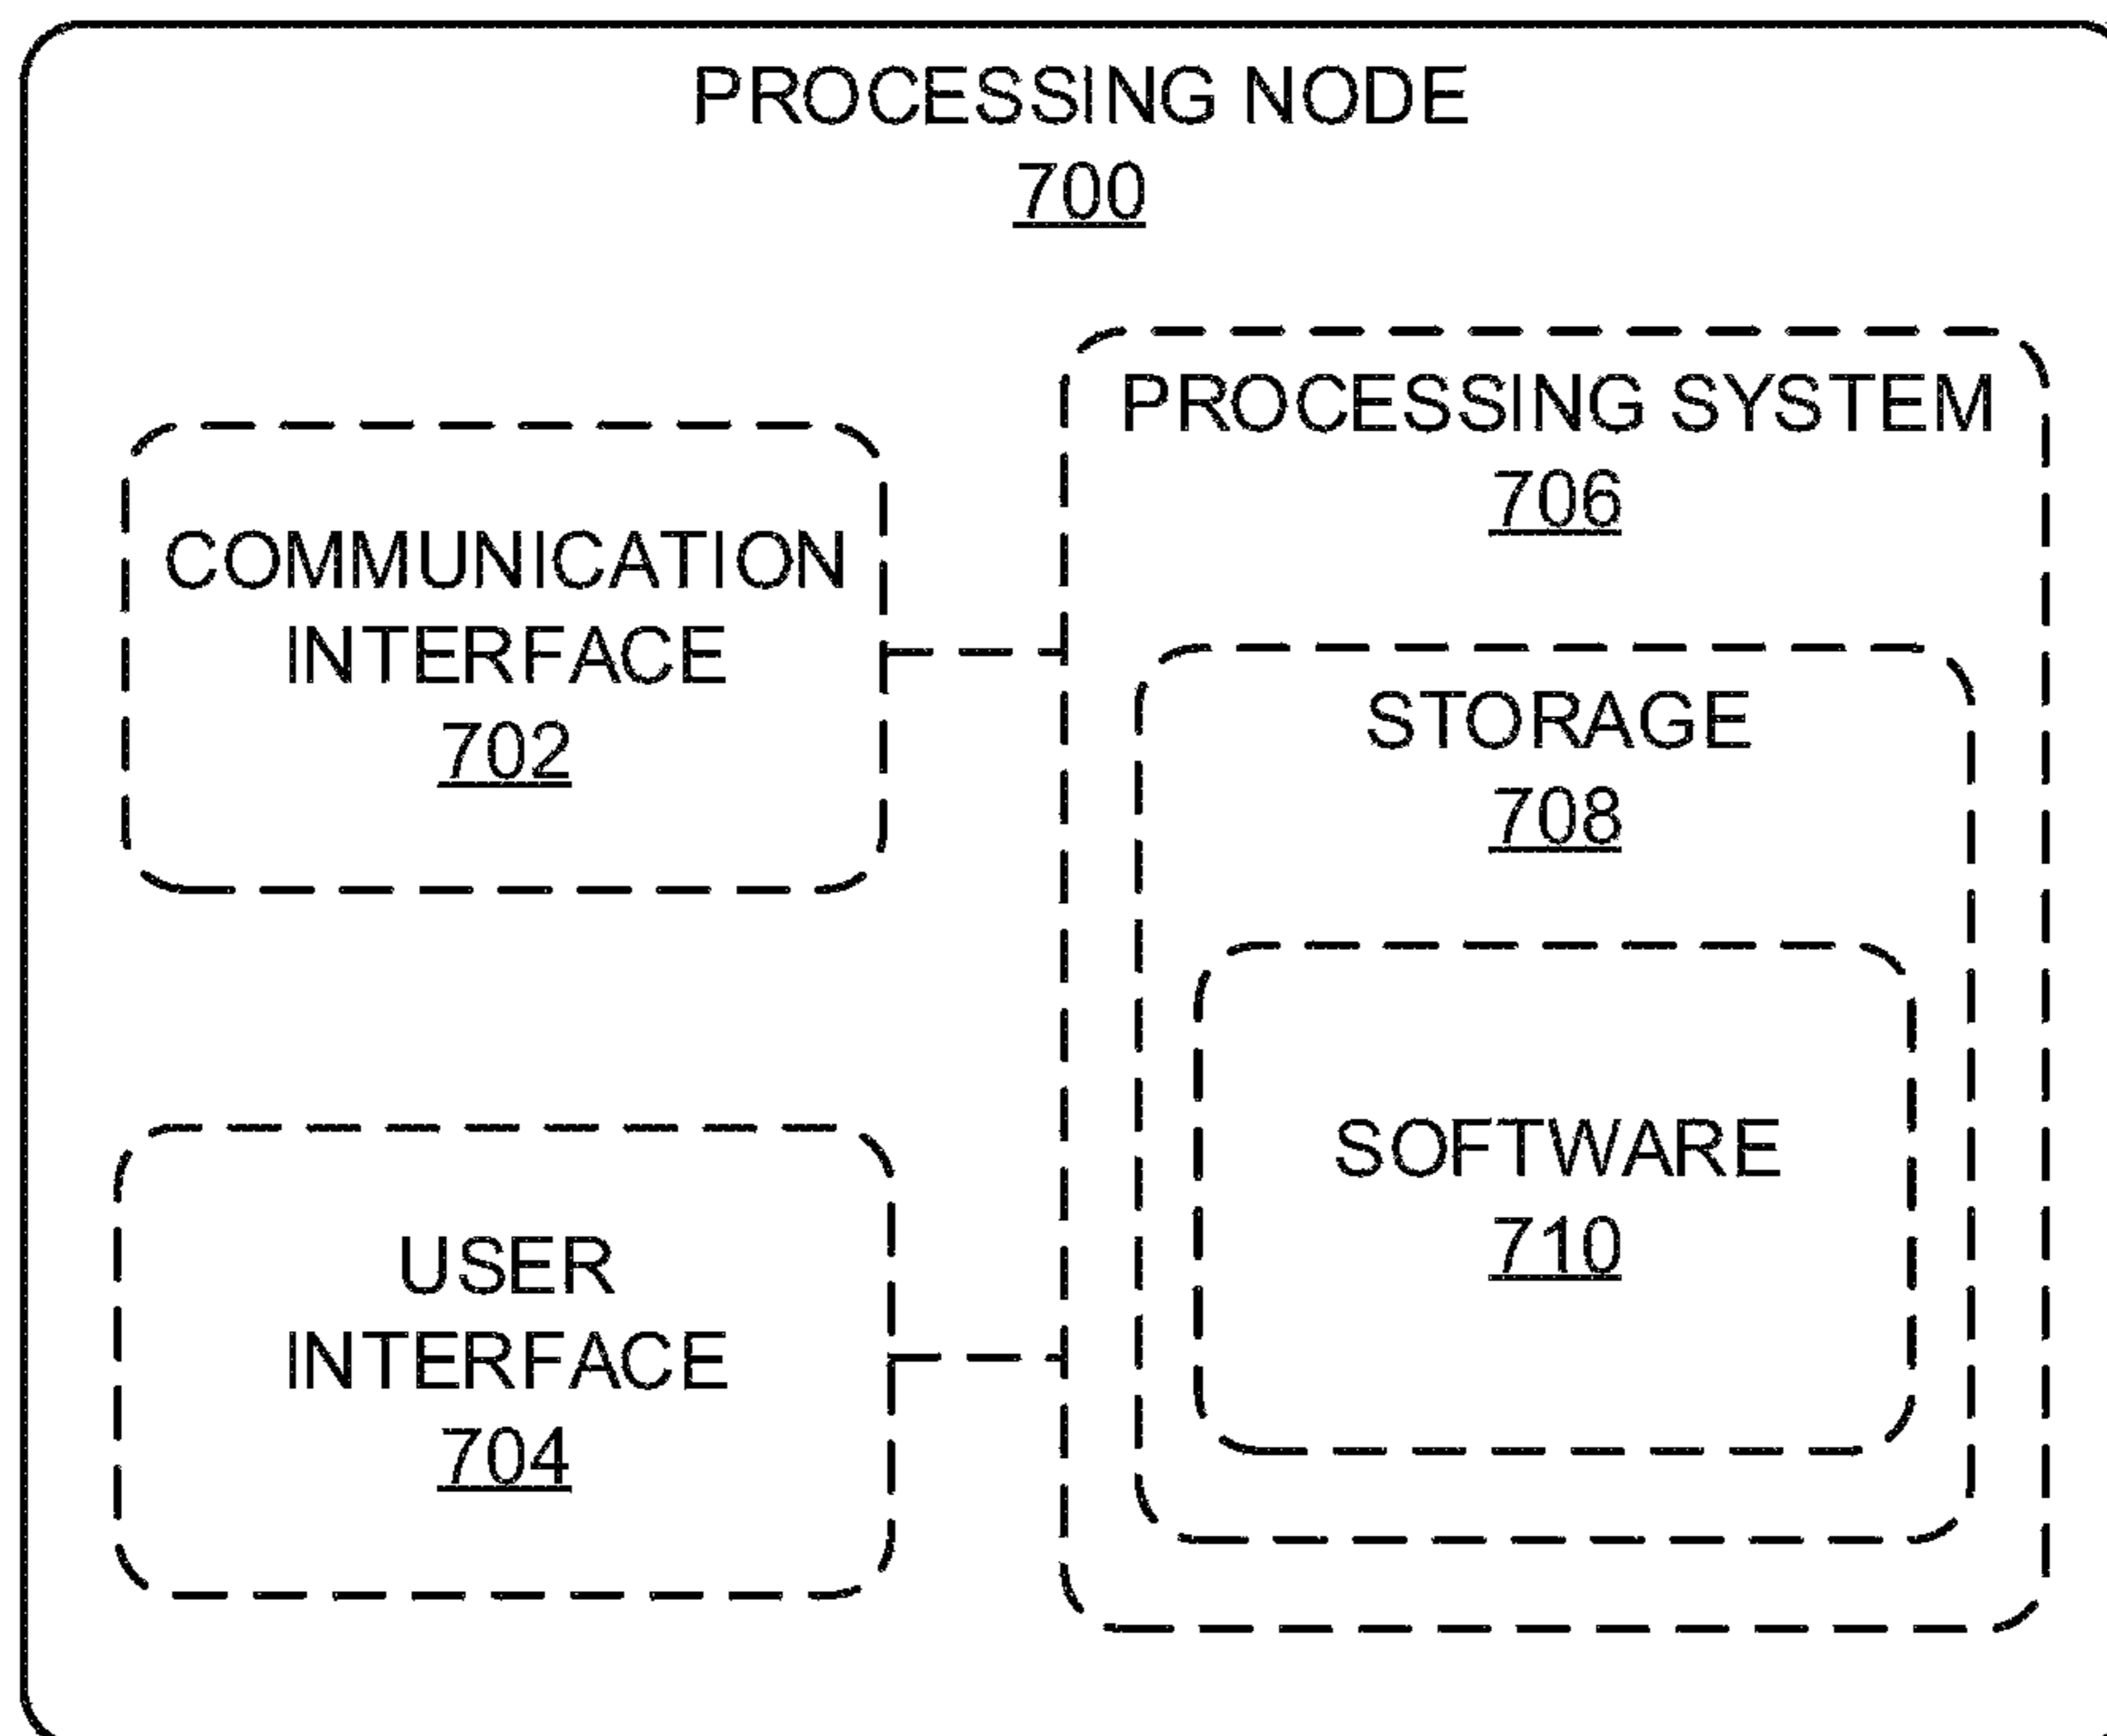 PROCESSING NODE
700
COMMUNICATION
INTERFACE
702
USER
INTERFACE
704
PROCESSING SYSTEM
706
STORAGE
708
SOFTWARE
710